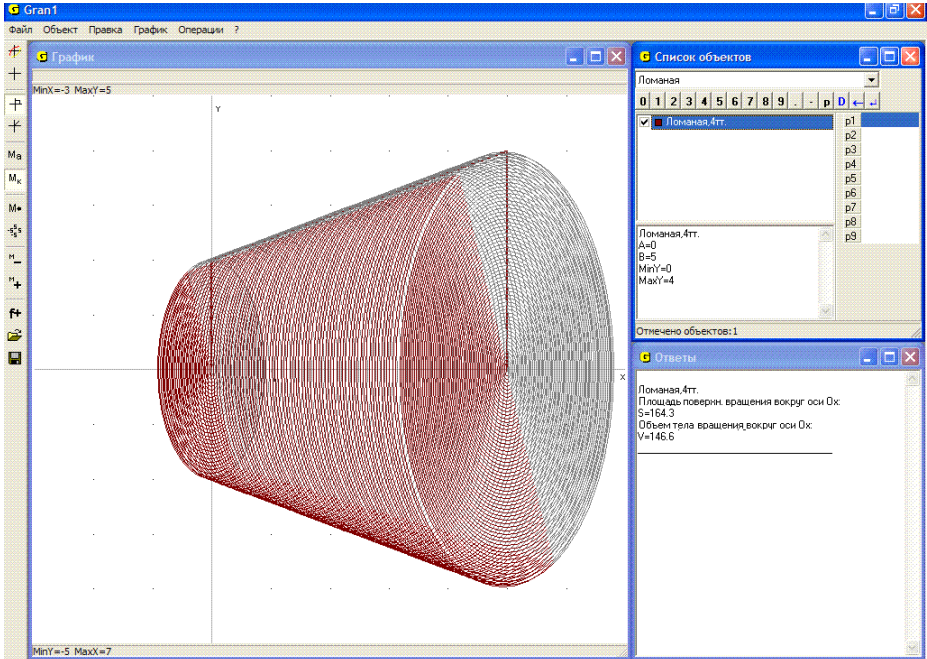 Gran1
Файл Объект Правка График Операции ?
График
MinX=-3 MaxY=5
Y
X
MinY=-5 MaxX=7
Ma
Mк
M•
M
M
f+
Список объектов
Ломаная
0 1 2 3 4 5 6 7 8 9 . - p D ← ↲
Ломаная,4тт.
p1
p2
p3
p4
p5
p6
p7
p8
p9
Ломаная,4тт.
A=0
B=5
MinY=0
MaxY=4
Отмечено объектов:1
Ответы
Ломаная,4тт.
Площадь поверхн. вращения вокруг оси Ox:
S=164.3
Объем тела вращения вокруг оси Ox:
V=146.6